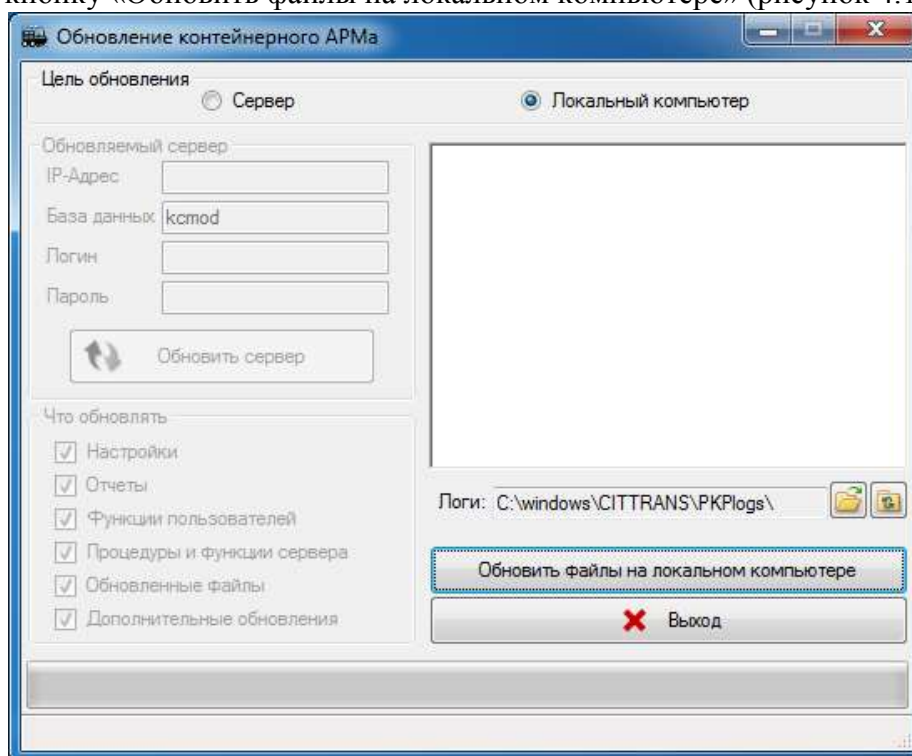 кнопку «Обновить файлы на локальном компьютере» (рисунок 4.1
Обновление контейнерного АРМа
Цель обновления
Сервер
Локальный компьютер
Обновляемый сервер
IP-Адрес
База данных kcmod
Логин
Пароль
Обновить сервер
Что обновлять
Настройки
Отчеты
Функции пользователей
Процедуры и функции сервера
Обновленные файлы
Дополнительные обновления
Логи: C:\windows\CITTRANS\PKPlogs\
Обновить файлы на локальном компьютере
Выход